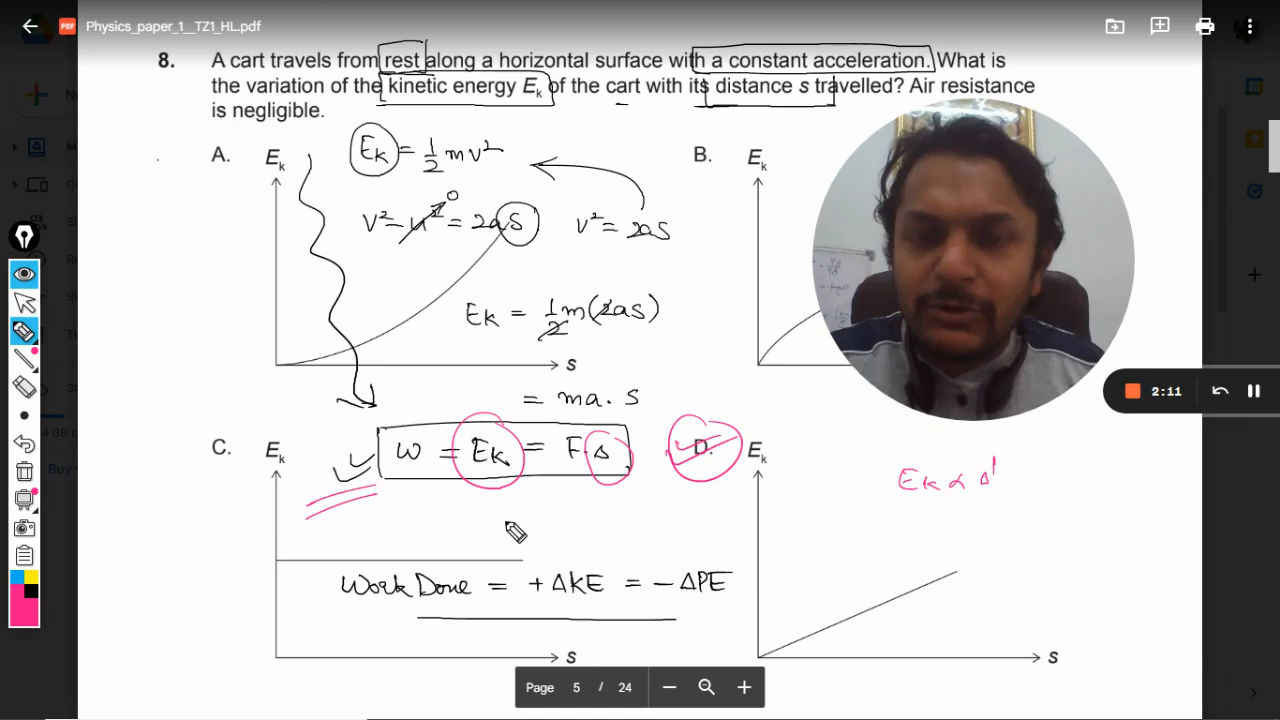 Physics_paper_1__TZ1_HL.pdf
8. A cart travels from rest along a horizontal surface with a constant acceleration. What is
the variation of the kinetic energy Ek of the cart with its distance s travelled? Air resistance
is negligible.
A. Ek
B. Ek
Ek = 1/2 mv²
v² - u² = 2as
0
v² = 2as
Ek = 1/2 m(2as)
s
= ma. s
C. Ek
W = Ek = F.s
D. Ek
Ek ∝ s¹
Work Done = +ΔKE = -ΔPE
s
s
2:11
Page 5 / 24